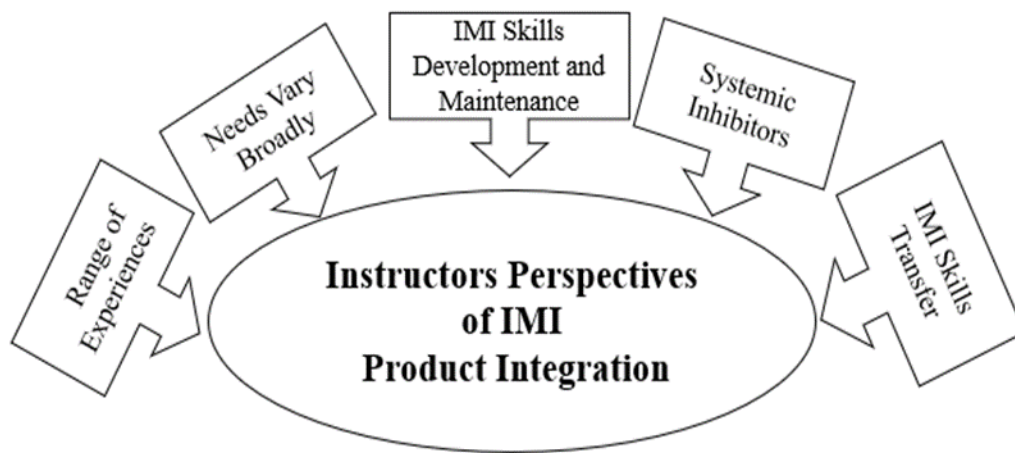 Range of
Experiences
Needs Vary
Broadly
IMI Skills
Development and
Maintenance
Systemic
Inhibitors
IMI Skills
Transfer
Instructors Perspectives
of IMI
Product Integration